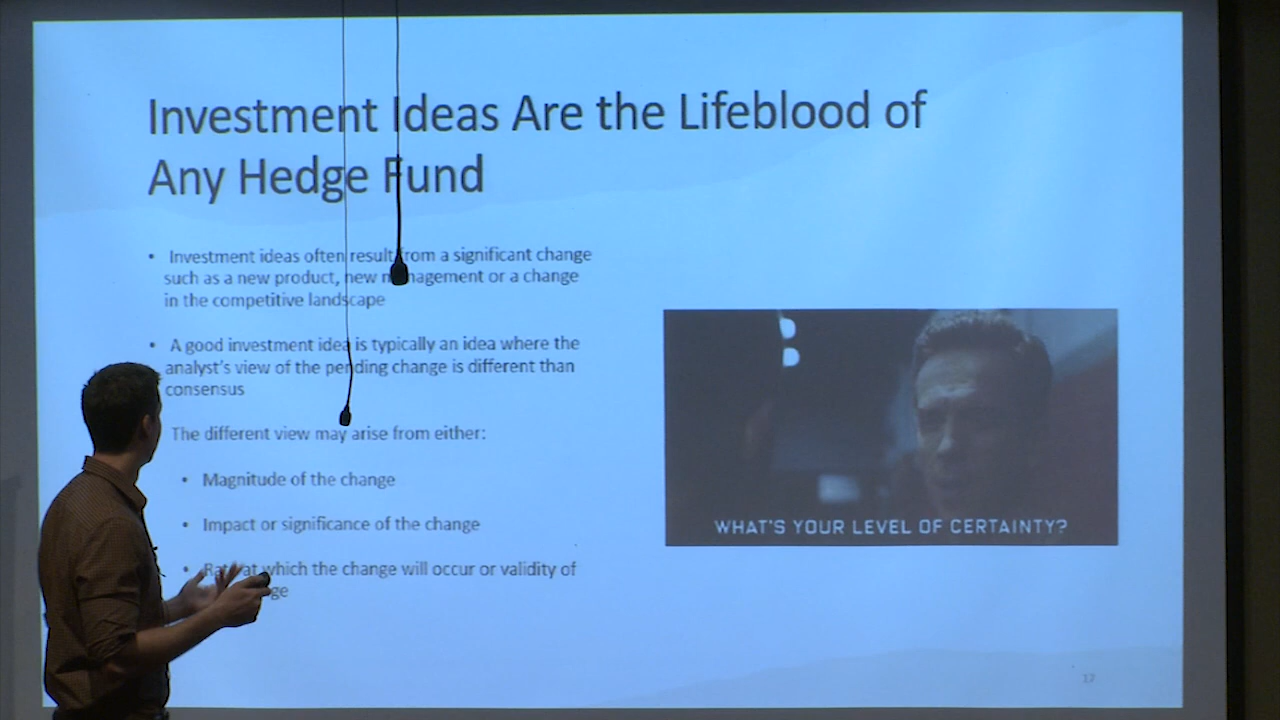 Investment Ideas Are the Lifeblood of
Any Hedge Fund
• Investment ideas often result from a significant change
such as a new product, new management or a change
in the competitive landscape
• A good investment idea is typically an idea where the
analyst's view of the pending change is different than
consensus
The different view may arise from either:
• Magnitude of the change
• Impact or significance of the change
• at which the change will occur or validity of
WHAT'S YOUR LEVEL OF CERTAINTY?
17